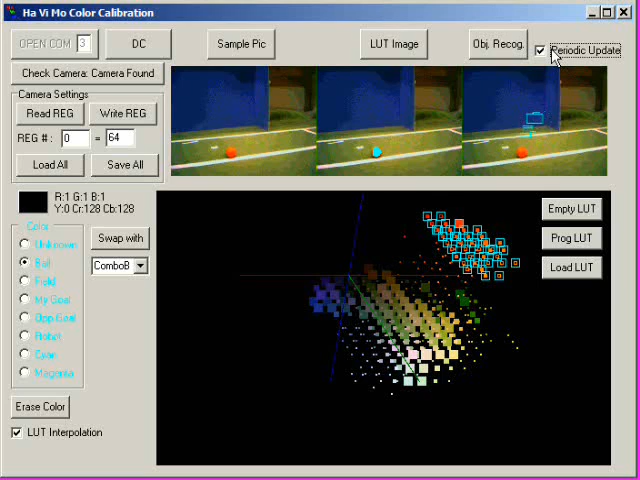 Ha Vi Mo Color Calibration
OPEN COM 3
DC
Sample Pic
LUT Image
Obj. Recog.
Periodic Update
Check Camera: Camera Found
Camera Settings
Read REG
Write REG
REG # : 0 = 64
Load All
Save All
R:1 G:1 B:1
Y:0 Cr:128 Cb:128
Color
Unknown
Ball
Field
My Goal
Opp Goal
Robot
Cyan
Magenta
Swap with
ComboB
Empty LUT
Prog LUT
Load LUT
Erase Color
LUT Interpolation